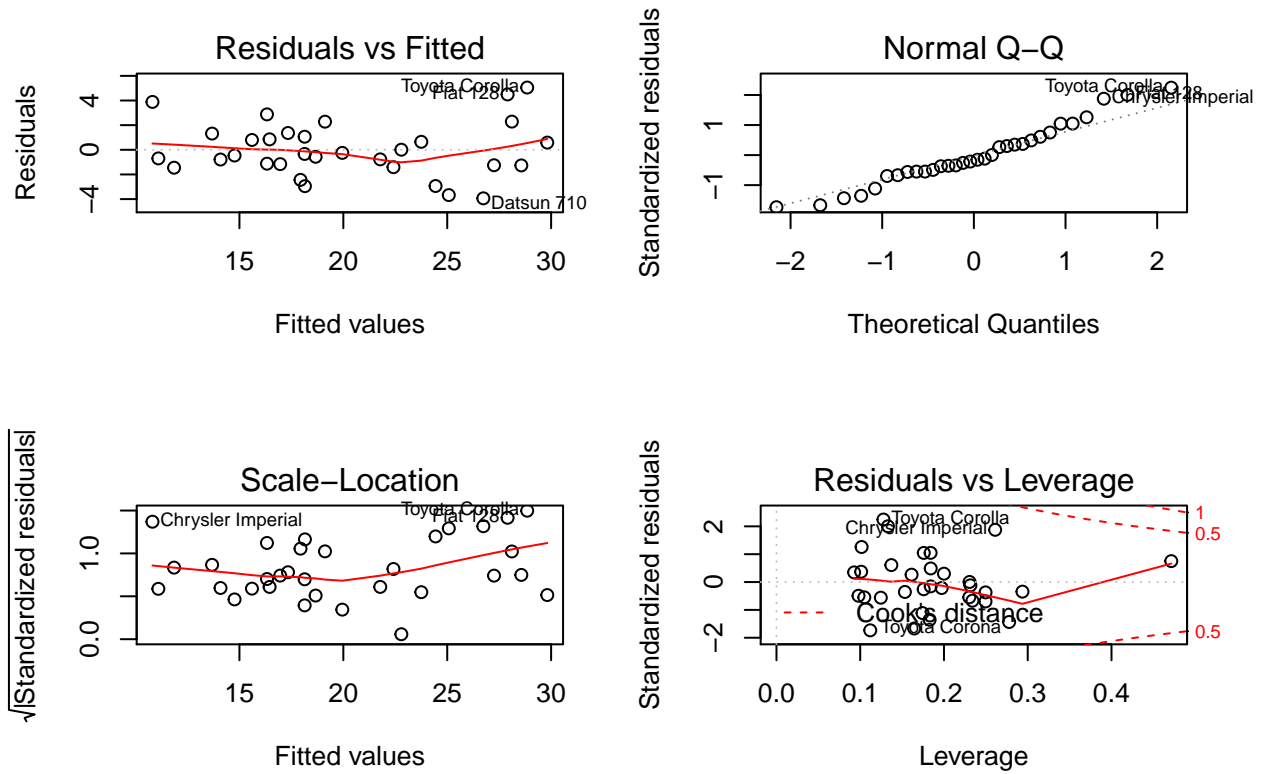 Residuals vs Fitted
Residuals
4
0
−4
Toyota Corolla
Fiat 128
Datsun 710
15 20 25 30
Fitted values
Normal Q−Q
Standardized residuals
1
−1
Toyota Corolla
Fiat 128
Chrysler Imperial
−2 −1 0 1 2
Theoretical Quantiles
Scale−Location
√|Standardized residuals|
1.0
0.0
Toyota Corolla
Fiat 128
Chrysler Imperial
15 20 25 30
Fitted values
Residuals vs Leverage
Standardized residuals
2
0
−2
Toyota Corolla
Chrysler Imperial
Cook's distance
Toyota Corona
1
0.5
0.5
0.0 0.1 0.2 0.3 0.4
Leverage